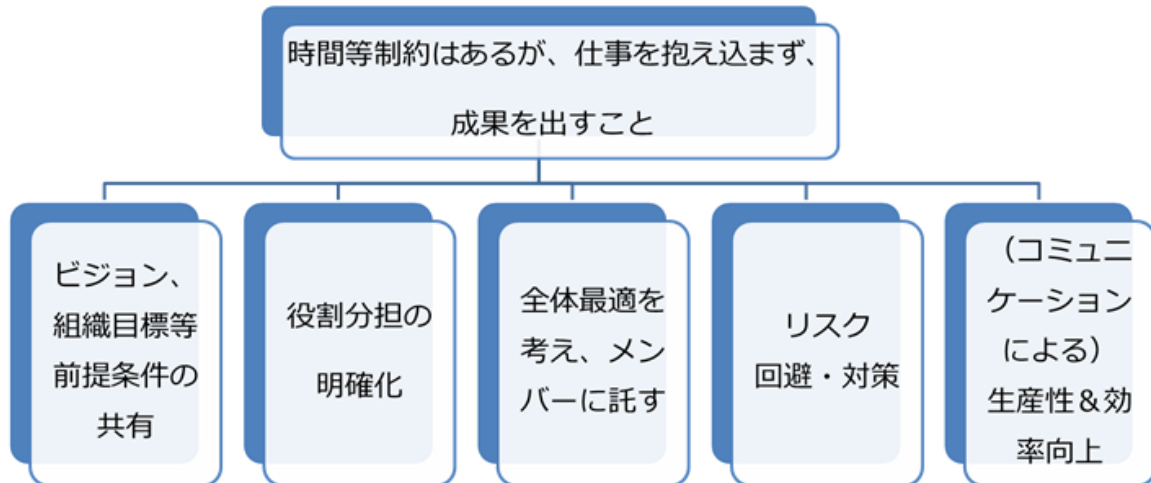 時間等制約はあるが、仕事を抱え込まず、
成果を出すこと
ビジョン、
組織目標等
前提条件の
共有
役割分担の
明確化
全体最適を
考え、メン
バーに託す
リスク
回避・対策
（コミュニ
ケーション
による）
生産性＆効
率向上